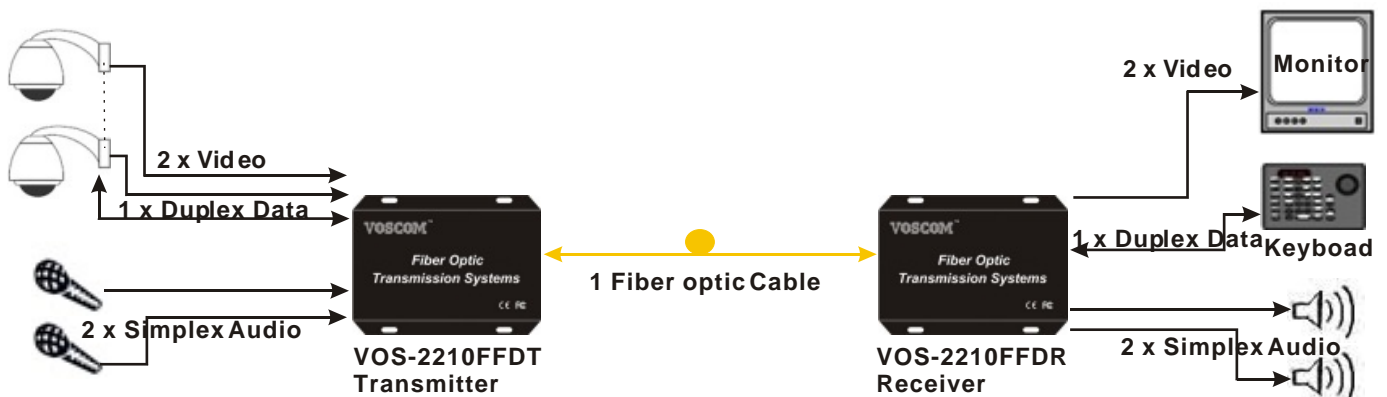 2 x Video
1 x Duplex Data
2 x Simplex Audio
VOSCOM™
Fiber Optic
Transmission Systems
CE FC
VOS-2210FFDT
Transmitter
1 Fiber optic Cable
VOSCOM™
Fiber Optic
Transmission Systems
CE FC
VOS-2210FFDR
Receiver
2 x Video
Monitor
1 x Duplex Data
Keyboad
2 x Simplex Audio